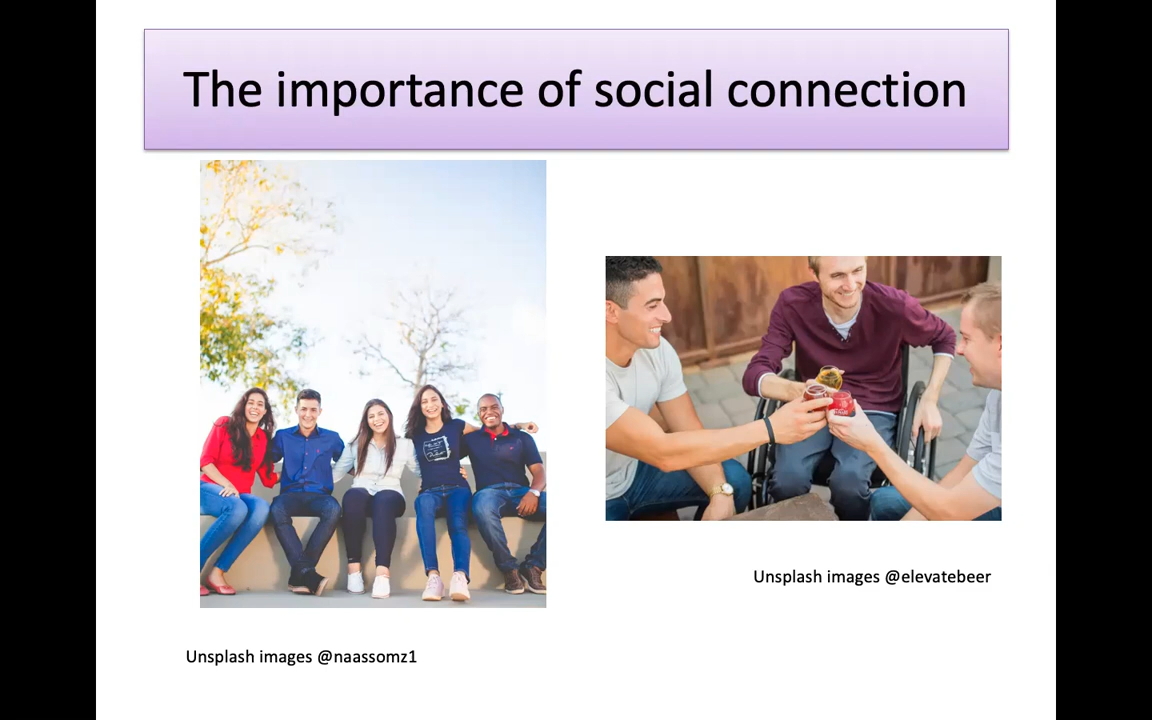 The importance of social connection
Unsplash images @elevatebeer
Unsplash images @naassomz1